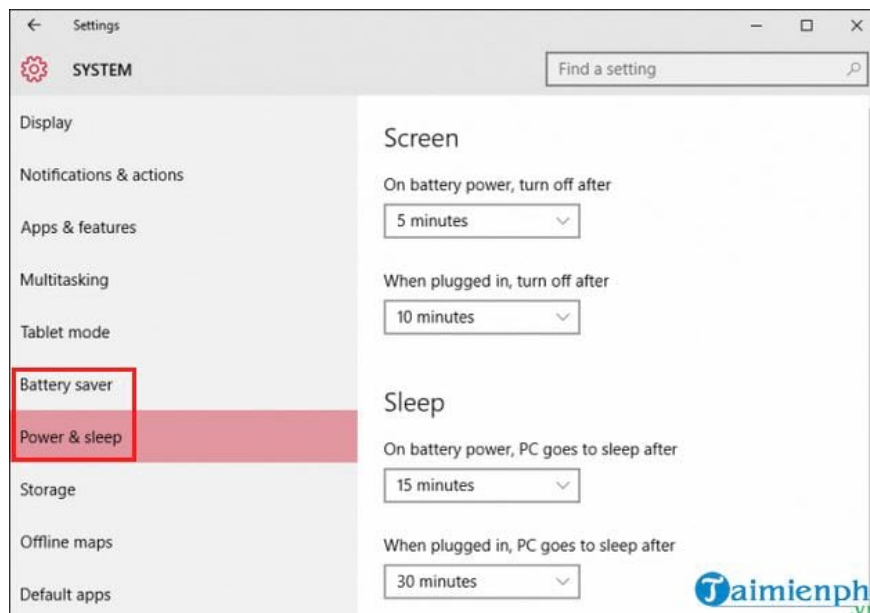 Settings
SYSTEM
Find a setting
Display
Notifications & actions
Apps & features
Multitasking
Tablet mode
Battery saver
Power & sleep
Storage
Offline maps
Default apps
Screen
On battery power, turn off after
5 minutes
When plugged in, turn off after
10 minutes
Sleep
On battery power, PC goes to sleep after
15 minutes
When plugged in, PC goes to sleep after
30 minutes
Taimienph